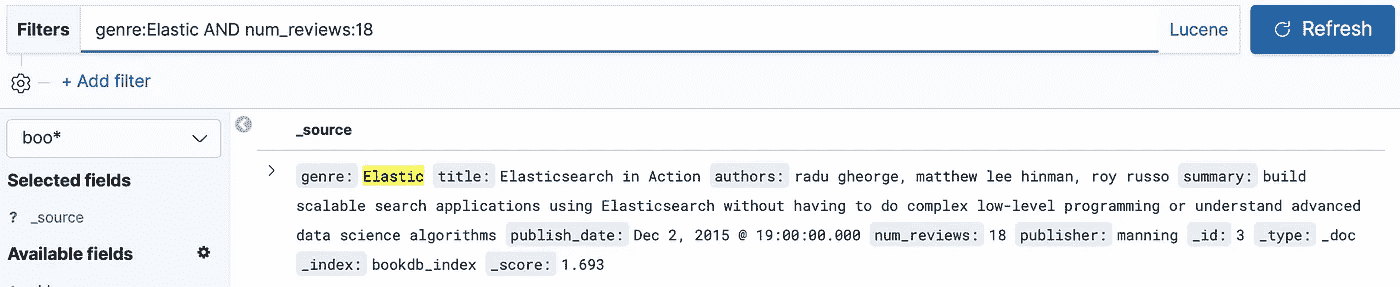 Filters genre:Elastic AND num_reviews:18 Lucene Refresh
+ Add filter
boo*
_source
Selected fields
? _source
Available fields
genre: Elastic title: Elasticsearch in Action authors: radu gheorge, matthew lee hinman, roy russo summary: build
scalable search applications using Elasticsearch without having to do complex low-level programming or understand advanced
data science algorithms publish_date: Dec 2, 2015 @ 19:00:00.000 num_reviews: 18 publisher: manning _id: 3 _type: _doc
_index: bookdb_index _score: 1.693